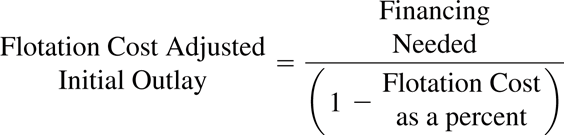 Flotation Cost Adjusted
Initial Outlay
=
Financing
Needed
(1 − Flotation Cost
as a percent)